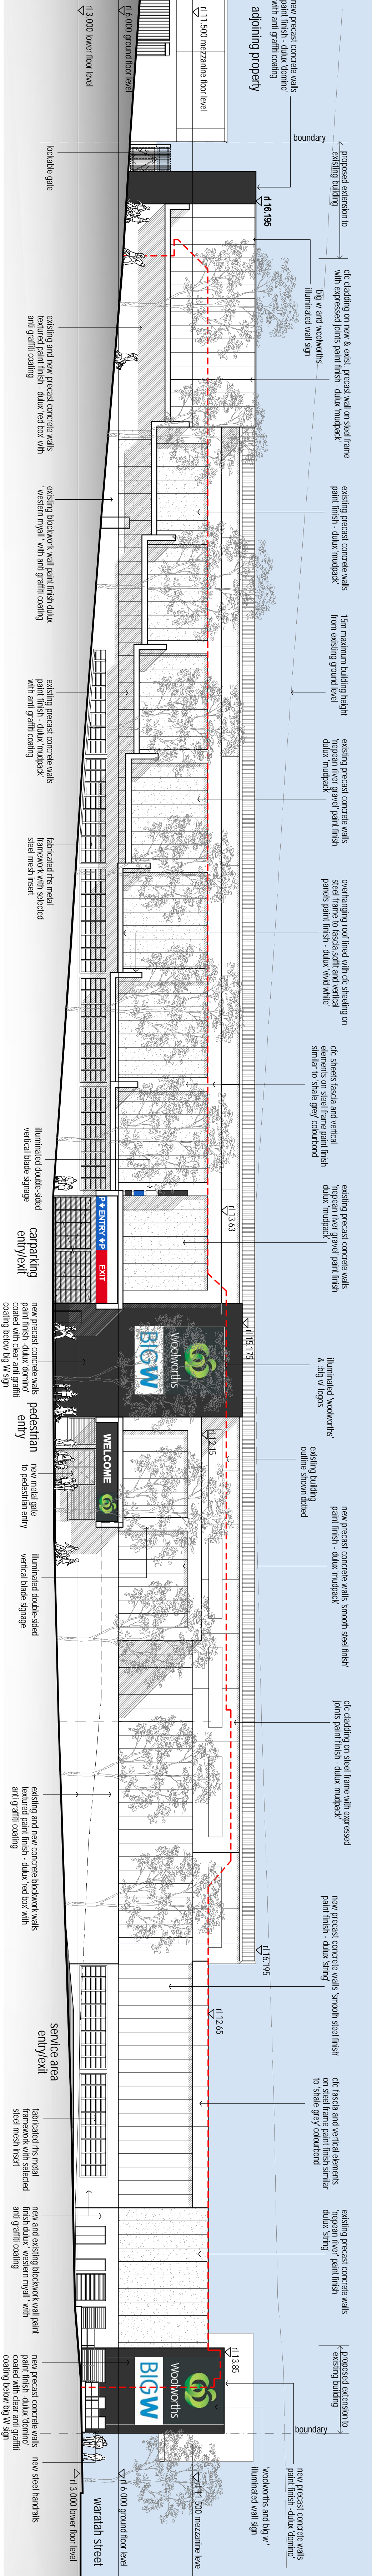 new precast concrete walls
paint finish - dulux 'domino'
with anti graffiti coating
adjoining property
rl 11.500 mezzanine floor level
rl 6.000 ground floor level
rl 3.000 lower floor level
boundary
proposed extension to
existing building
rl 16.195
lockable gate
'big w and woolworths'
illuminated wall sign
cfc cladding on new & exist. precast wall on steel frame
with expressed joints paint finish - dulux 'mudpack'
existing and new precast concrete walls
textured paint finish - dulux 'red box' with
anti graffiti coating
existing precast concrete walls
paint finish - dulux 'mudpack'
existing blockwork wall paint finish dulux
' western myall ' with anti graffiti coating
15m maximum building height
from existing ground level
existing precast concrete walls
paint finish - dulux 'mudpack'
with anti graffiti coating
existing precast concrete walls
'nepean river gravel' paint finish
dulux 'mudpack'
fabricated rhs metal
framework with selected
steel mesh insert
overhanging roof lined with cfc sheeting on
steel frame to fascia,soffit and vertical
panels paint finish - dulux 'vivid white'
cfc sheets fascia and vertical
elements on steel frame paint finish
similar to 'shale grey' colourbond
illuminated double-sided
vertical blade signage
existing precast concrete walls
'nepean river gravel' paint finish
dulux 'mudpack'
rl 13.63
P ENTRY P
EXIT
carparking
entry/exit
rl 15.175
Woolworths
BIG W
illuminated 'woolworths'
& 'big w' logos
new precast concrete walls
paint finish -dulux 'domino'
coated with clear anti graffiti
coating below big W sign
pedestrian
entry
rl 12.15
existing building
outline shown dotted
WELCOME
new metal gate
to pedestrian entry
new precast concrete walls 'smooth steel finish'
paint finish - dulux 'mudpack'
illuminated double-sided
vertical blade signage
cfc cladding on steel frame with expressed
joints paint finish - dulux 'mudpack'
existing and new concrete blockwork walls
textured paint finish - dulux 'red box' with
anti graffiti coating
new precast concrete walls 'smooth steel finish'
paint finish - dulux 'string'
rl 16.195
rl 12.65
service area
entry/exit
cfc fascia and vertical elements
on steel frame paint finish similar
to 'shale grey' colourbond
fabricated rhs metal
framework with selected
steel mesh insert
existing precast concrete walls
'nepean river' paint finish
dulux 'string'
new and existing blockwork wall paint
finish dulux ' western myall ' with
anti graffiti coating
proposed extension to
existing building
rl 13.85
Woolworths
BIG W
boundary
new precast concrete walls
paint finish -dulux 'domino'
coated with clear anti graffiti
coating below big W sign
'woolworths and big w '
illuminated wall sign
new precast concrete walls
paint finish -dulux 'domino'
new steel handrails
rl 11.500 mezzanine leve
rl 6.000 ground floor level
rl 3.000 lower floor level
waratah street